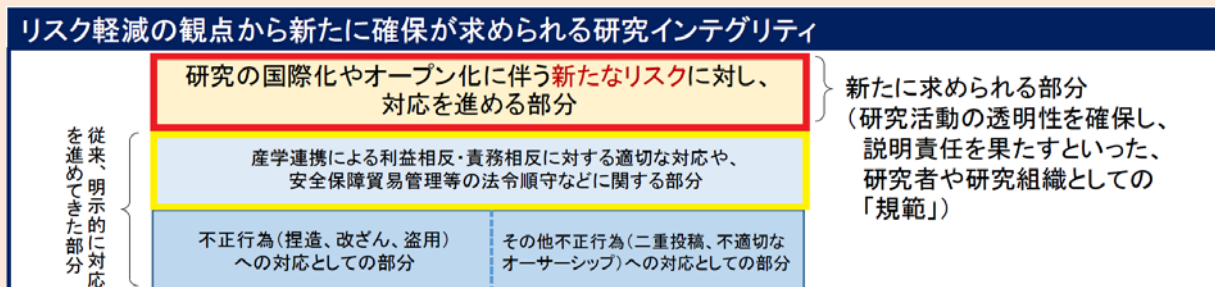 リスク軽減の観点から新たに確保が求められる研究インテグリティ
研究の国際化やオープン化に伴う新たなリスクに対し、
対応を進める部分
新たに求められる部分
(研究活動の透明性を確保し、
説明責任を果たすといった、
研究者や研究組織としての
「規範」)
従来、明示的に対応
を進めてきた部分
産学連携による利益相反・責務相反に対する適切な対応や、
安全保障貿易管理等の法令順守などに関する部分
不正行為(捏造、改ざん、盗用)
への対応としての部分
その他不正行為(二重投稿、不適切な
オーサーシップ)への対応としての部分